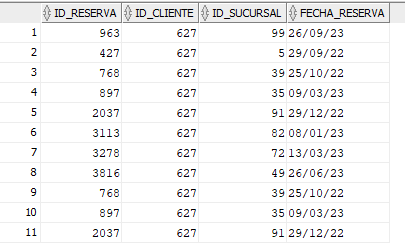 ID_RESERVA ID_CLIENTE ID_SUCURSAL FECHA_RESERVA
1 963 627 99 26/09/23
2 427 627 5 29/09/22
3 768 627 39 25/10/22
4 897 627 35 09/03/23
5 2037 627 91 29/12/22
6 3113 627 82 08/01/23
7 3278 627 72 13/03/23
8 3816 627 49 26/06/23
9 768 627 39 25/10/22
10 897 627 35 09/03/23
11 2037 627 91 29/12/22